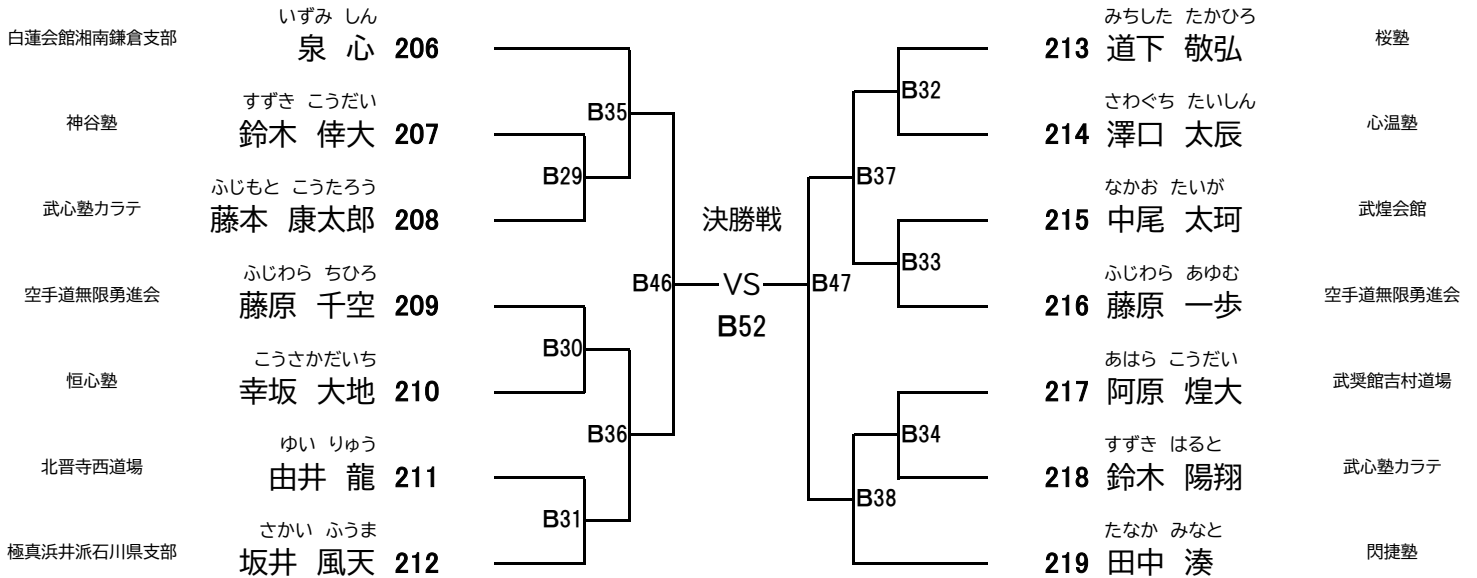 いずみ しん
白蓮会館湘南鎌倉支部 泉 心 206
すずき こうだい
神谷塾 鈴木 倖大 207
ふじもと こうたろう
武心塾カラテ 藤本 康太郎 208
ふじわら ちひろ
空手道無限勇進会 藤原 千空 209
こうさかだいち
恒心塾 幸坂 大地 210
ゆい りゅう
北晋寺西道場 由井 龍 211
さかい ふうま
極真浜井派石川県支部 坂井 風天 212
B35
B29
B46
B30
B36
B31
決勝戦
VS
B52
B32
B37
B33
B47
B34
B38
みちした たかひろ
213 道下 敬弘 桜塾
さわぐち たいしん
214 澤口 太辰 心温塾
なかお たいが
215 中尾 太珂 武煌会館
ふじわら あゆむ
216 藤原 一歩 空手道無限勇進会
あはら こうだい
217 阿原 煌大 武奨館吉村道場
すずき はると
218 鈴木 陽翔 武心塾カラテ
たなか みなと
219 田中 湊 閃捷塾